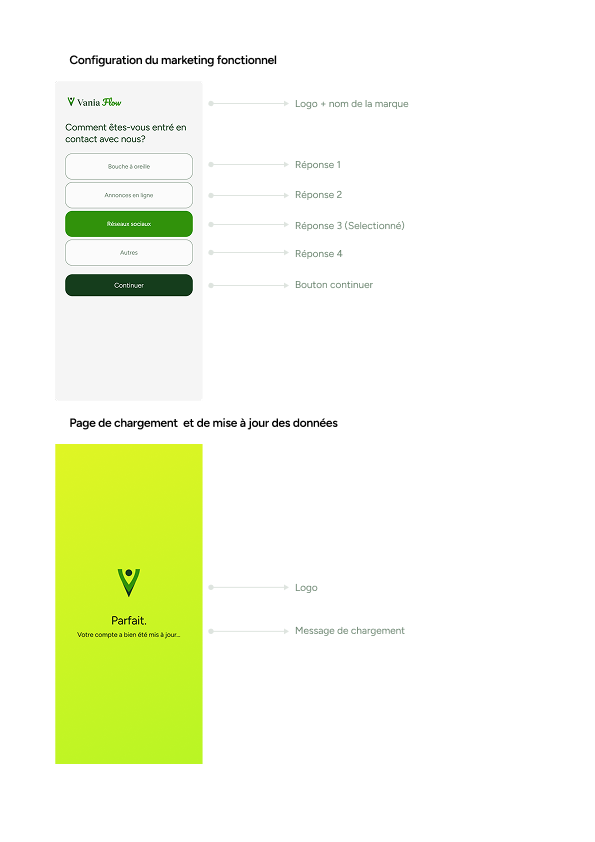 Configuration du marketing fonctionnel
Vania Flow
Logo + nom de la marque
Comment êtes-vous entré en
contact avec nous?
Bouche à oreille
Réponse 1
Annonces en ligne
Réponse 2
Réseaux sociaux
Réponse 3 (Selectionné)
Autres
Réponse 4
Continuer
Bouton continuer
Page de chargement et de mise à jour des données
Logo
Parfait.
Votre compte a bien été mis à jour...
Message de chargement